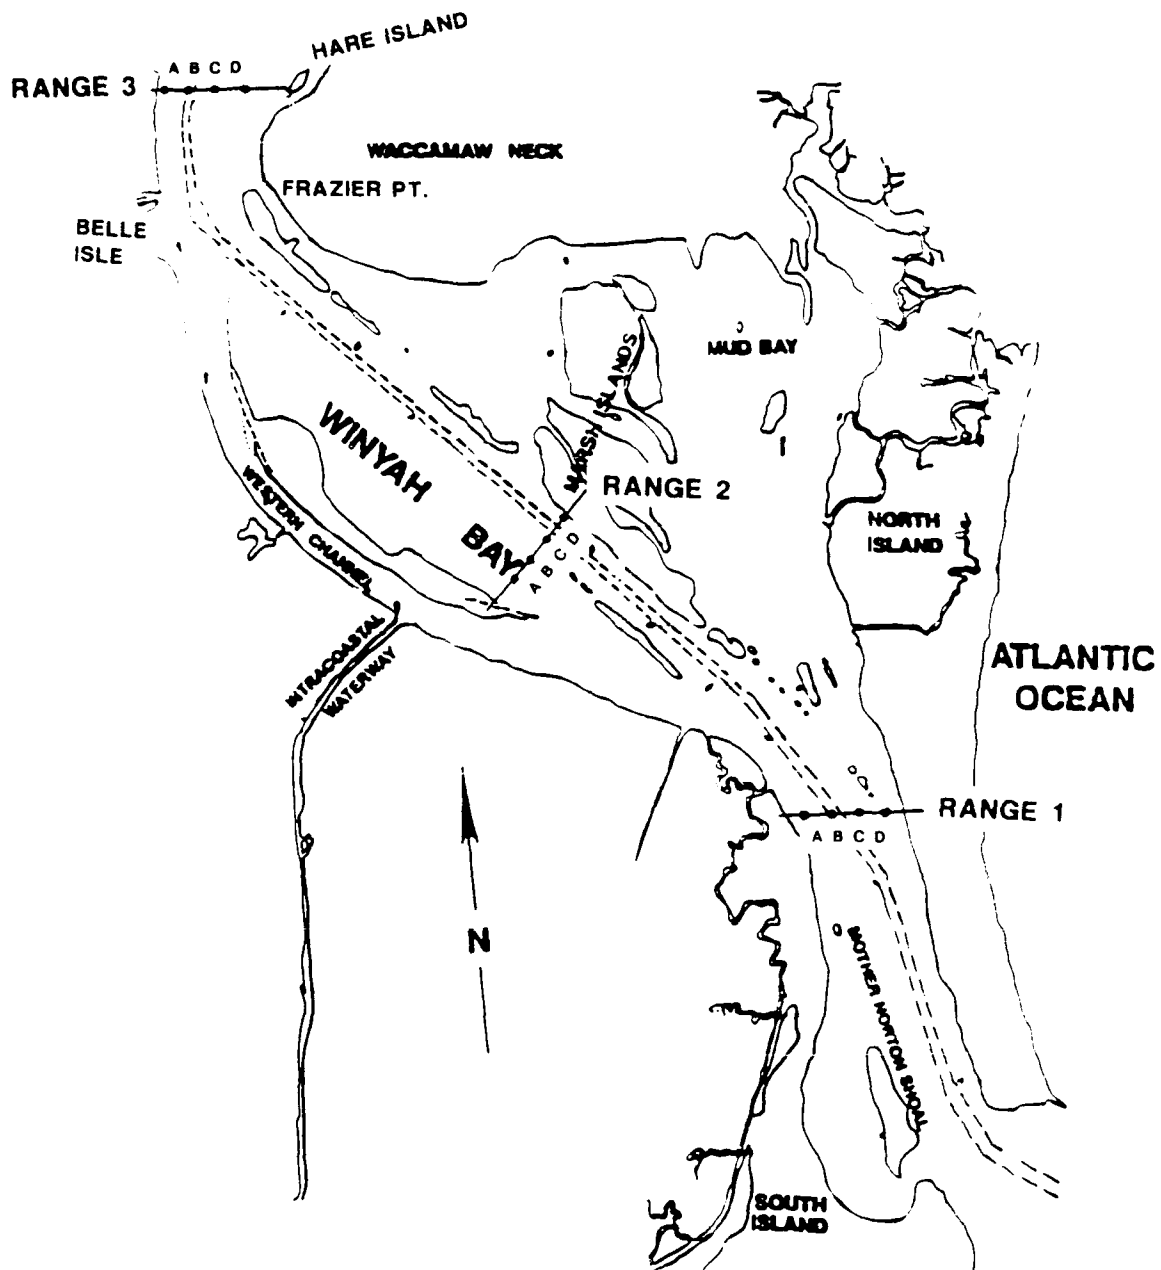 HARE ISLAND
A B C D
RANGE 3
WACCAMAW NECK
FRAZIER PT.
BELLE
ISLE
MUD BAY
MARSH ISLANDS
WINYAH
BAY
RANGE 2
A B C D
WESTERN CHANNEL
NORTH
ISLAND
INTRACOASTAL
WATERWAY
ATLANTIC
OCEAN
RANGE 1
A B C D
N
MOTHER NORTON SHOAL
SOUTH
ISLAND